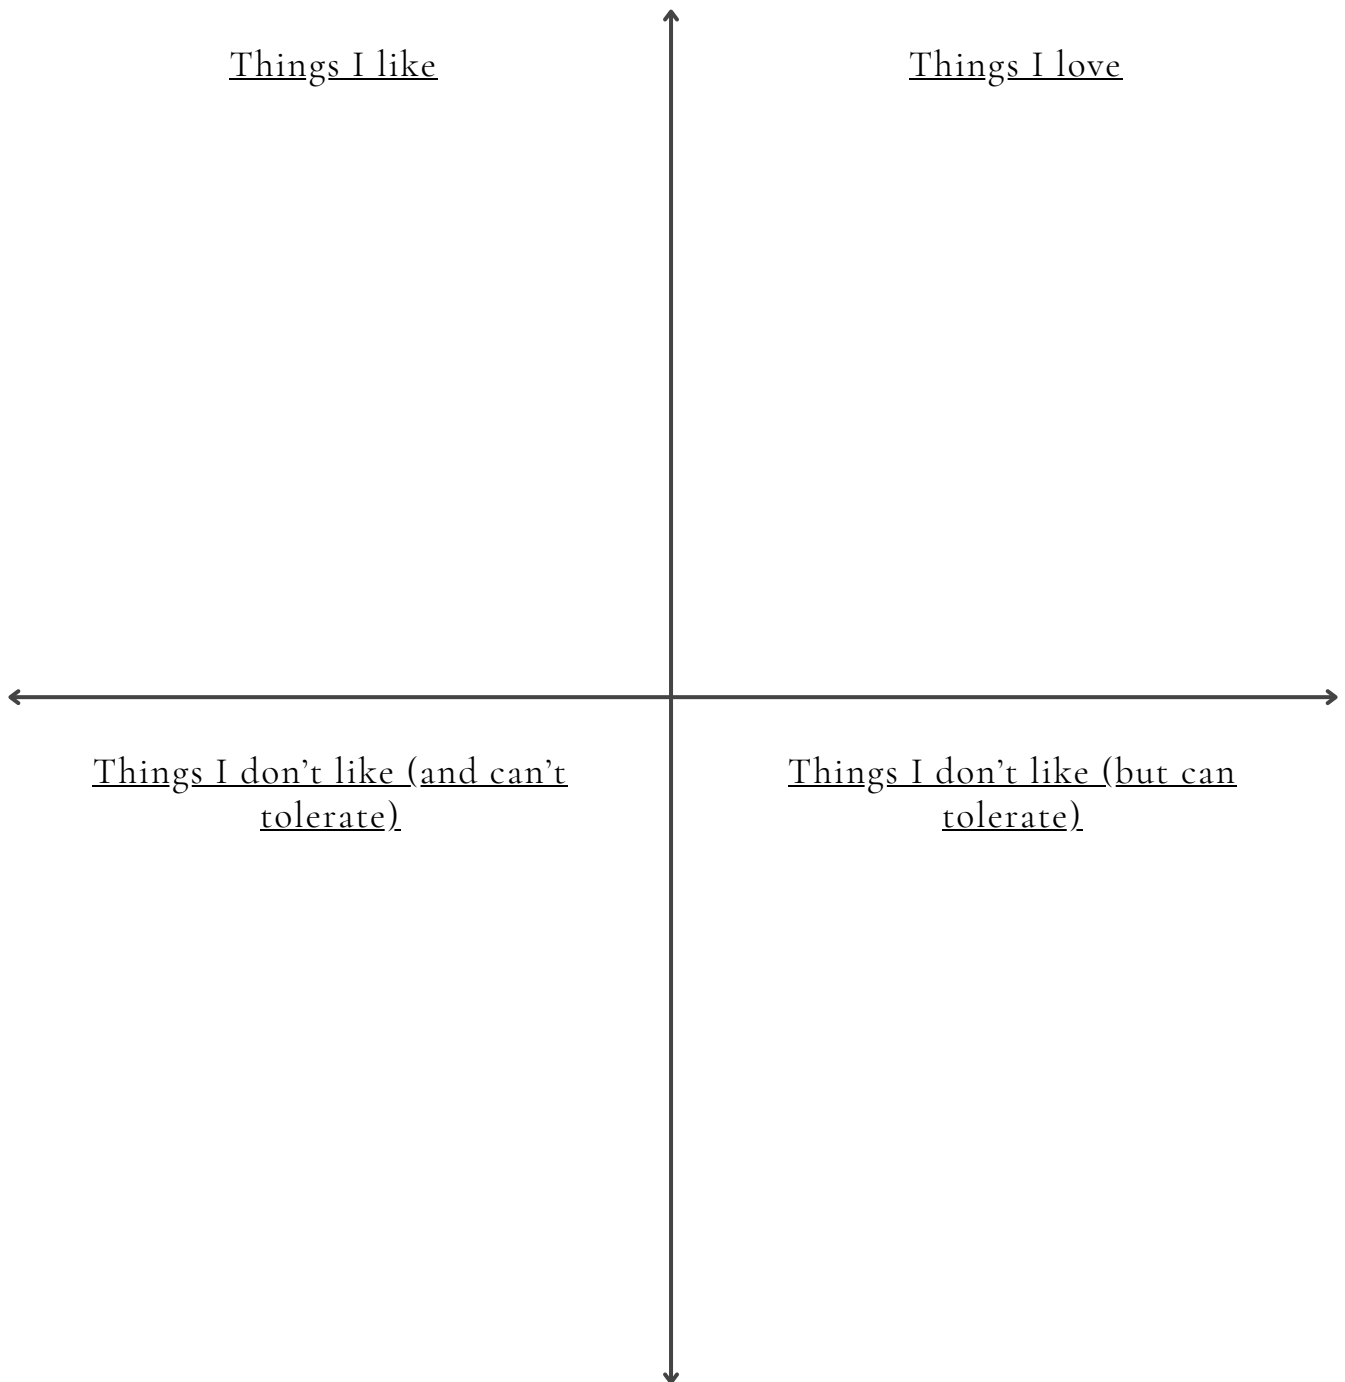 Things I like
Things I love
Things I don’t like (and can’t
tolerate)
Things I don’t like (but can
tolerate)